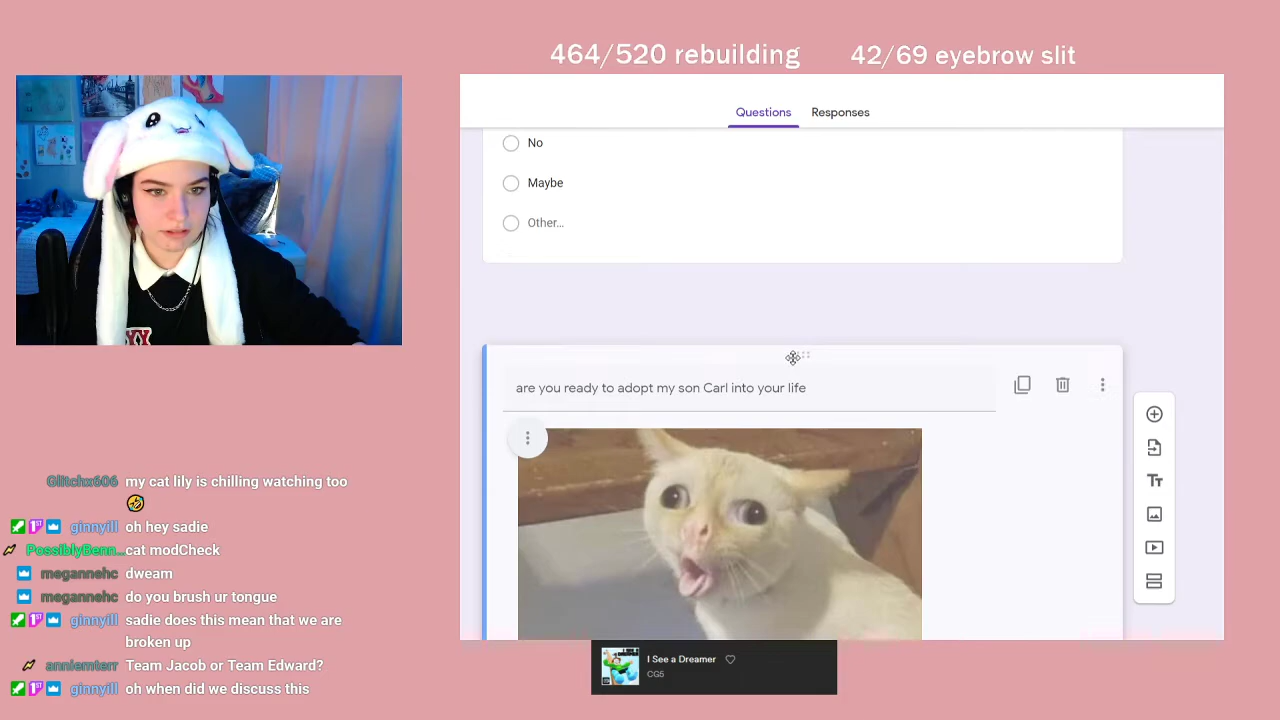 464/520 rebuilding
42/69 eyebrow slit
Questions
Responses
No
Maybe
Other...
are you ready to adopt my son Carl into your life
Tт
Glitchx606 my cat lily is chilling watching too
ginnyill oh hey sadie
PossiblyBenn... cat modCheck
megannehc dweam
megannehc do you brush ur tongue
ginnyill sadie does this mean that we are
broken up
anniemterr Team Jacob or Team Edward?
ginnyill oh when did we discuss this
I See a Dreamer
CG5